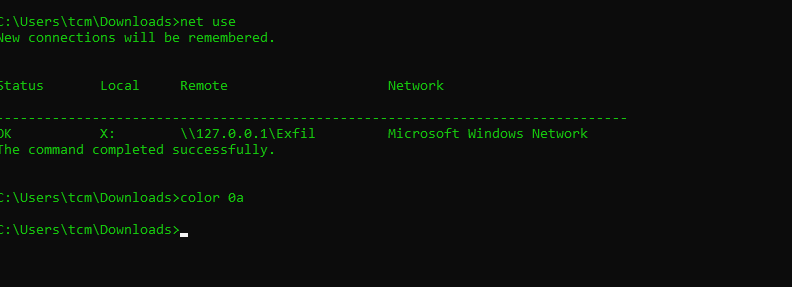 C:\Users\tcm\Downloads>net use
New connections will be remembered.
Status Local Remote Network
-------------------------------------------------------------------------------
OK X: \\127.0.0.1\Exfil Microsoft Windows Network
The command completed successfully.
C:\Users\tcm\Downloads>color 0a
C:\Users\tcm\Downloads>